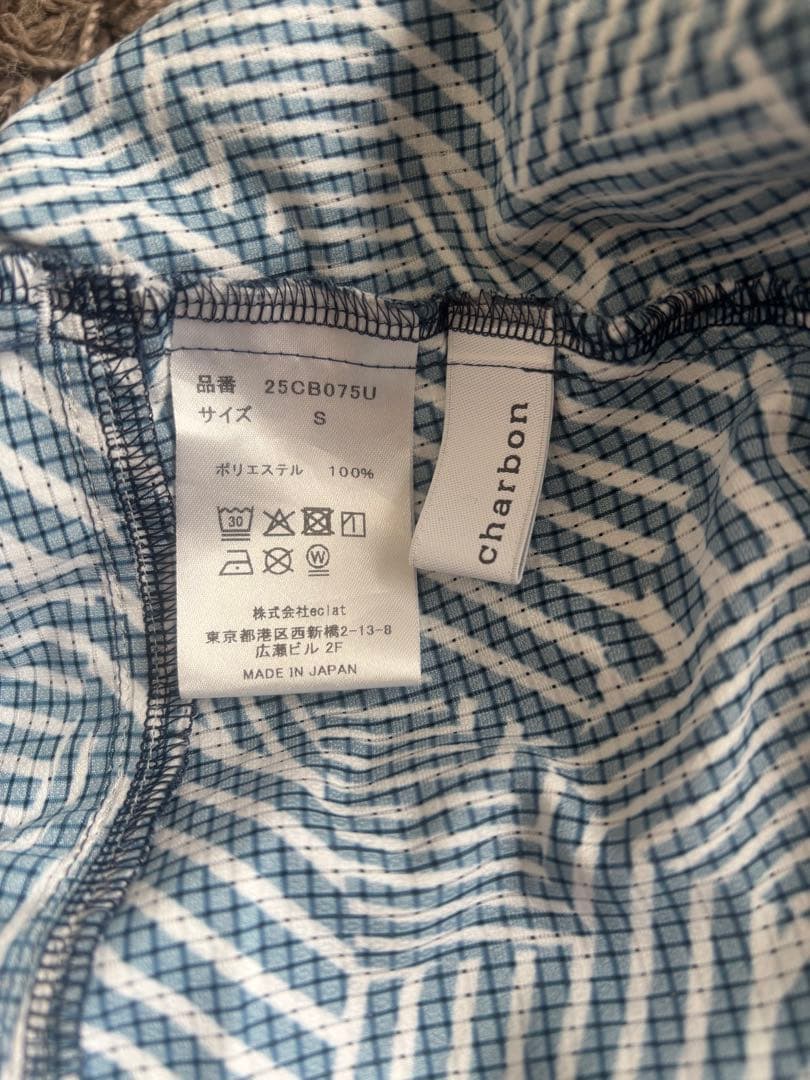 品番 25CB075U
サイズ S
ポリエステル 100%
30
W
株式会社eclat
東京都港区西新橋2-13-8
広瀬ビル 2F
MADE IN JAPAN
charbon